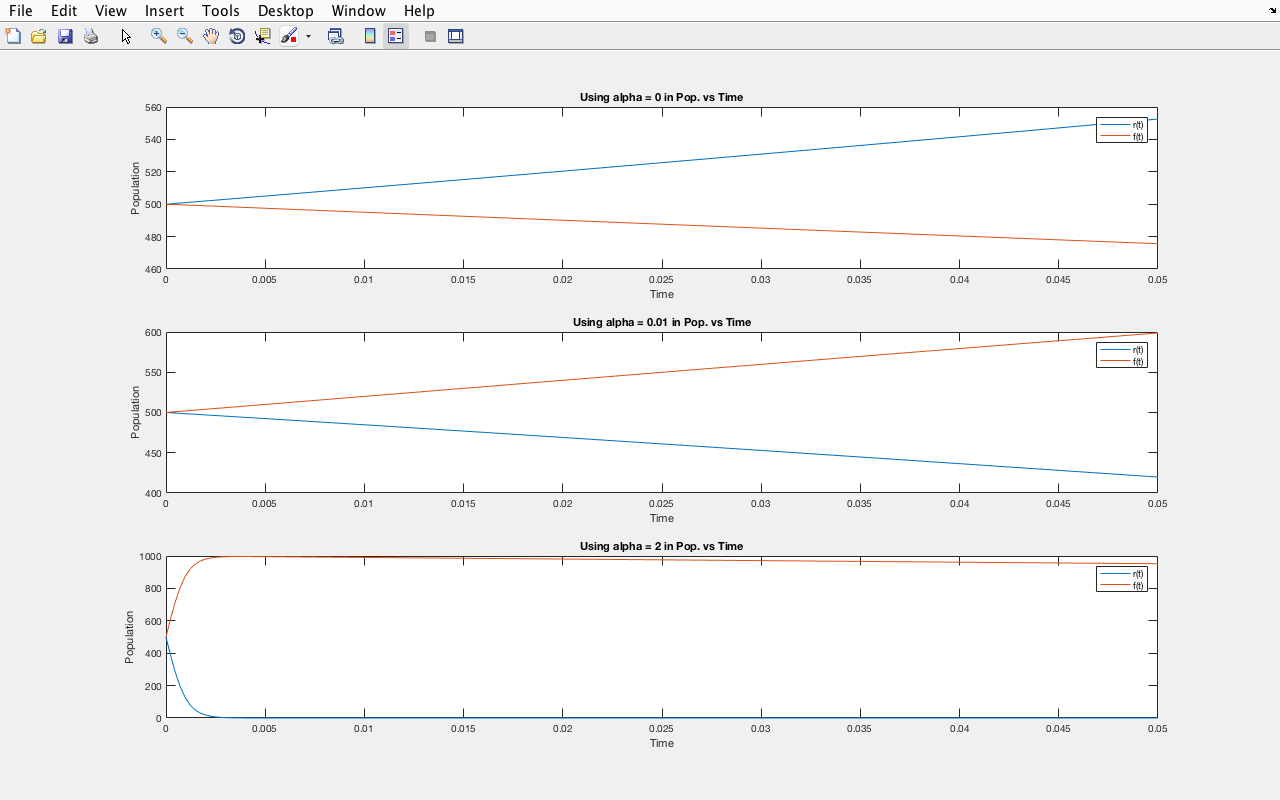 File Edit View Insert Tools Desktop Window Help
Using alpha = 0 in Pop. vs Time
560
540
520
500
480
460
Population
r(t)
f(t)
0 0.005 0.01 0.015 0.02 0.025 0.03 0.035 0.04 0.045 0.05
Time
Using alpha = 0.01 in Pop. vs Time
600
550
500
450
400
Population
r(t)
f(t)
0 0.005 0.01 0.015 0.02 0.025 0.03 0.035 0.04 0.045 0.05
Time
Using alpha = 2 in Pop. vs Time
1000
800
600
400
200
0
Population
r(t)
f(t)
0 0.005 0.01 0.015 0.02 0.025 0.03 0.035 0.04 0.045 0.05
Time